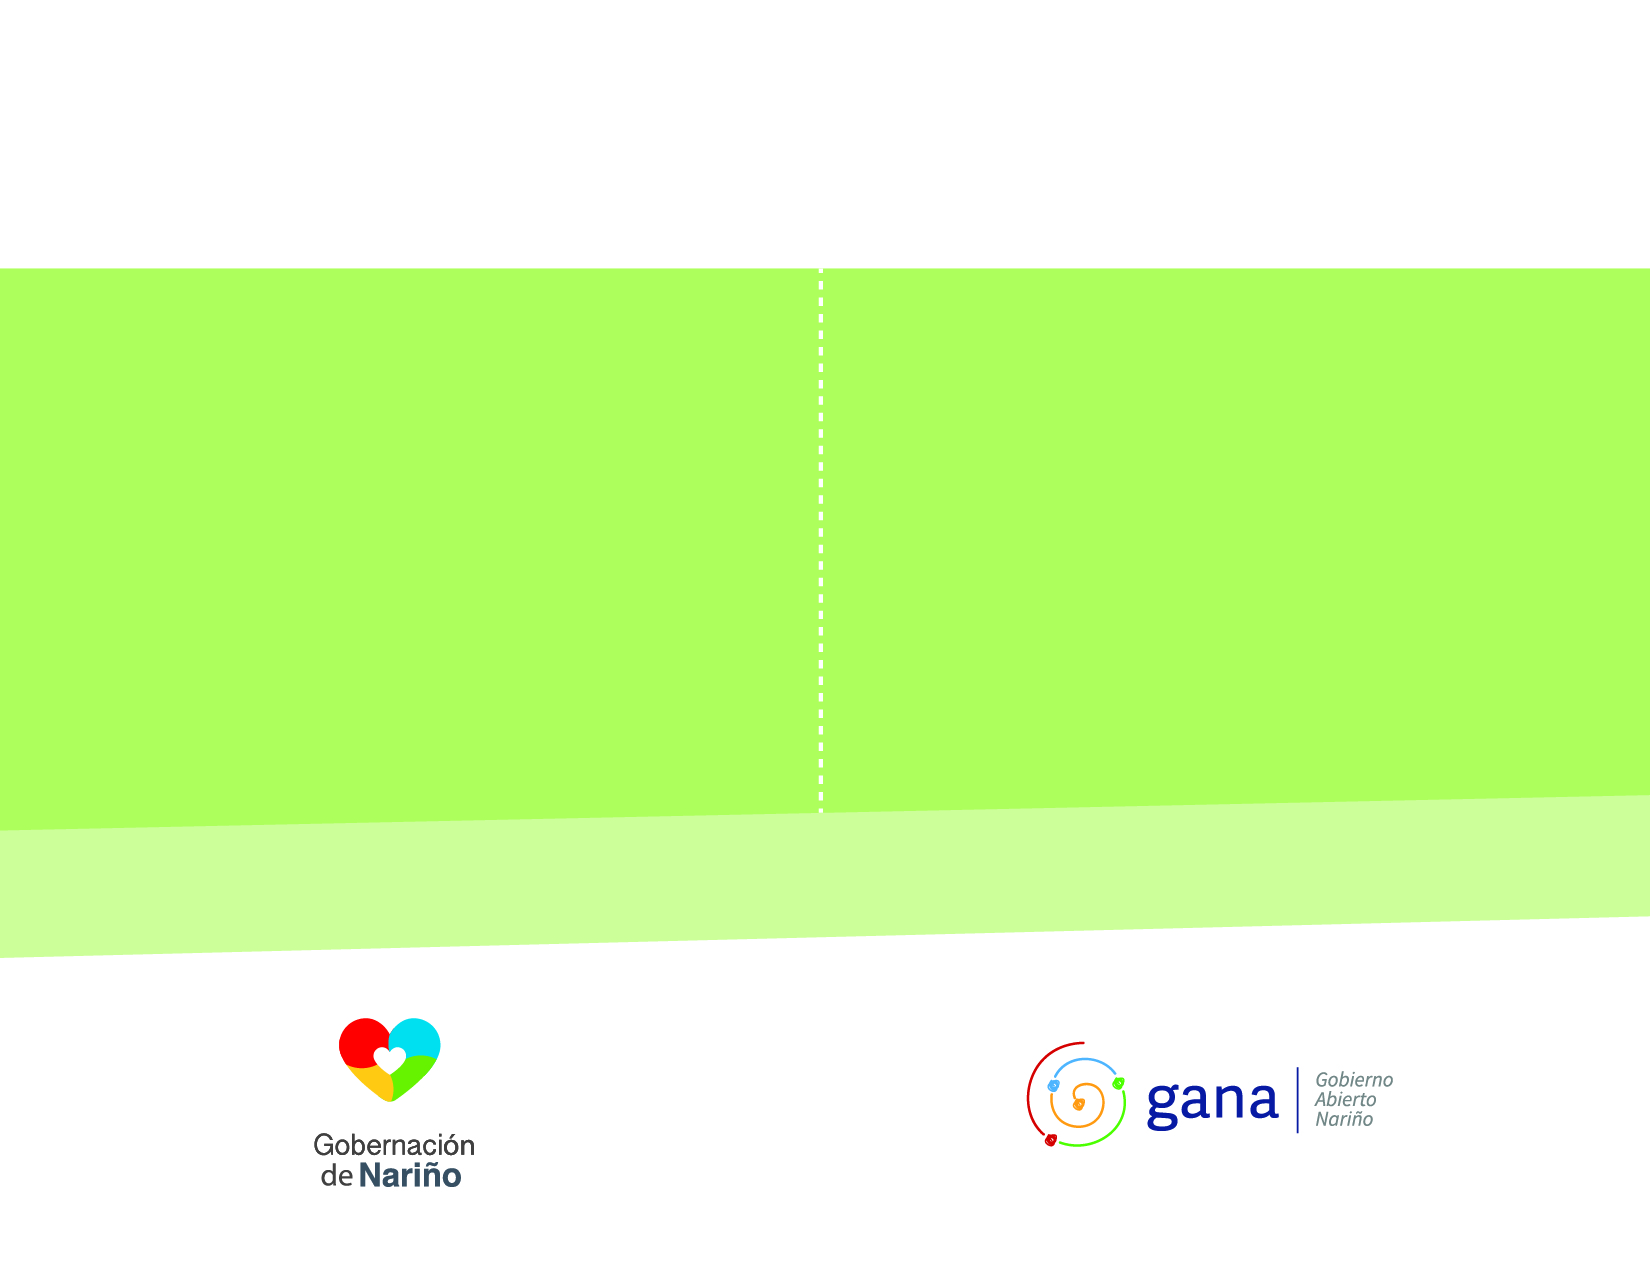 Gobernación
de Nariño
gana
Gobierno
Abierto
Nariño